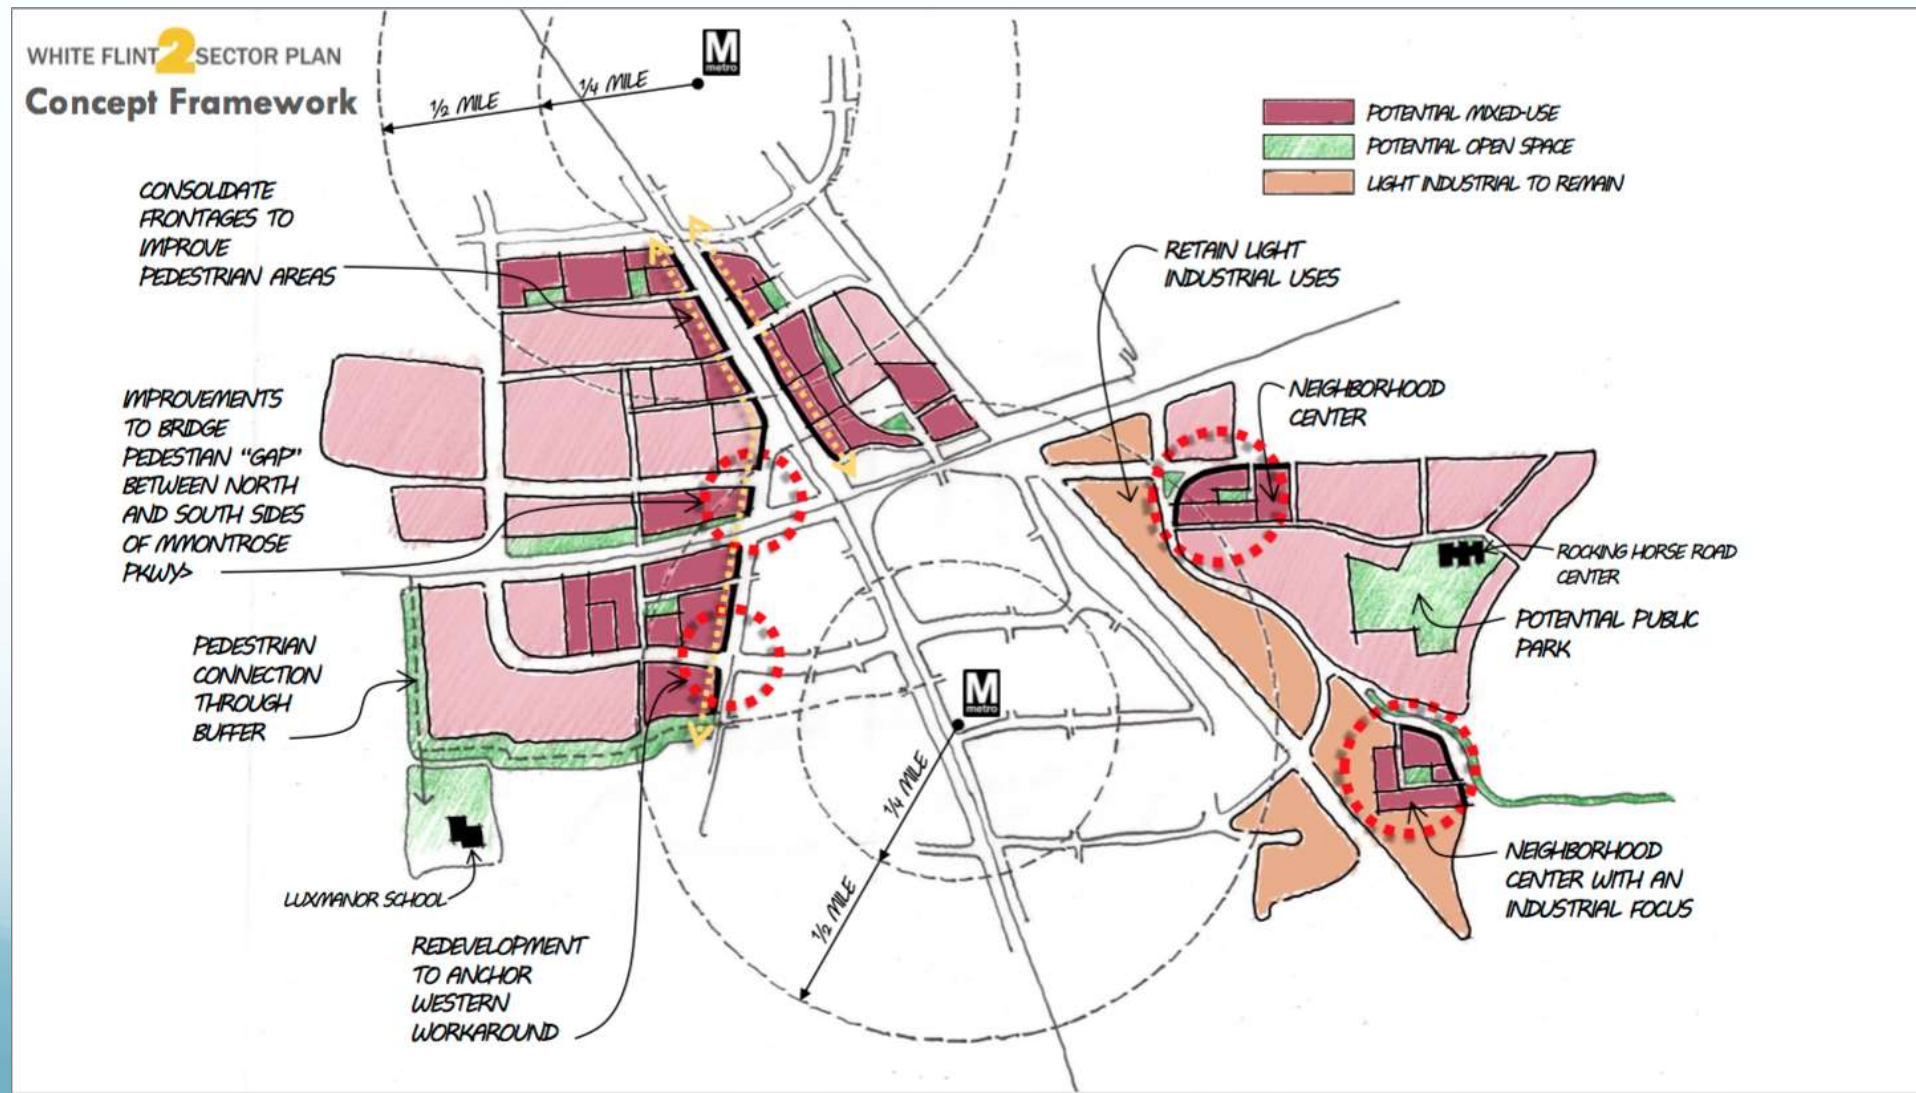 WHITE FLINT 2 SECTOR PLAN
Concept Framework
M
metro
1/2 MILE
1/4 MILE
POTENTIAL MIXED-USE
POTENTIAL OPEN SPACE
LIGHT INDUSTRIAL TO REMAIN
CONSOLIDATE
FRONTAGES TO
IMPROVE
PEDESTRIAN AREAS
RETAIN LIGHT
INDUSTRIAL USES
IMPROVEMENTS
TO BRIDGE
PEDESTIAN "GAP"
BETWEEN NORTH
AND SOUTH SIDES
OF MMONTROSE
PKWY>
NEIGHBORHOOD
CENTER
ROCKING HORSE ROAD
CENTER
POTENTIAL PUBLIC
PARK
PEDESTRIAN
CONNECTION
THROUGH
BUFFER
M
metro
1/4 MILE
1/2 MILE
LUXMANOR SCHOOL
NEIGHBORHOOD
CENTER WITH AN
INDUSTRIAL FOCUS
REDEVELOPMENT
TO ANCHOR
WESTERN
WORKAROUND